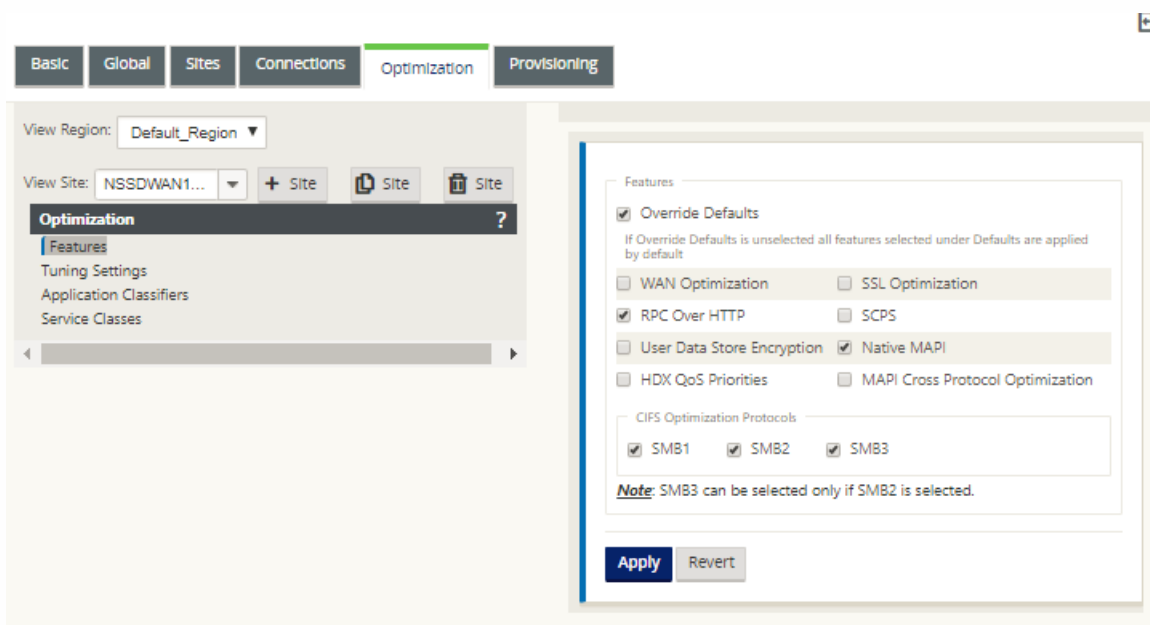 Basic Global Sites Connections Optimization Provisioning
View Region: Default_Region
View Site: NSSDWAN1... + Site Site Site
Optimization ?
Features
Tuning Settings
Application Classifiers
Service Classes
Features
Override Defaults
If Override Defaults is unselected all features selected under Defaults are applied
by default
WAN Optimization SSL Optimization
RPC Over HTTP SCPS
User Data Store Encryption Native MAPI
HDX QoS Priorities MAPI Cross Protocol Optimization
CIFS Optimization Protocols
SMB1 SMB2 SMB3
Note: SMB3 can be selected only if SMB2 is selected.
Apply Revert